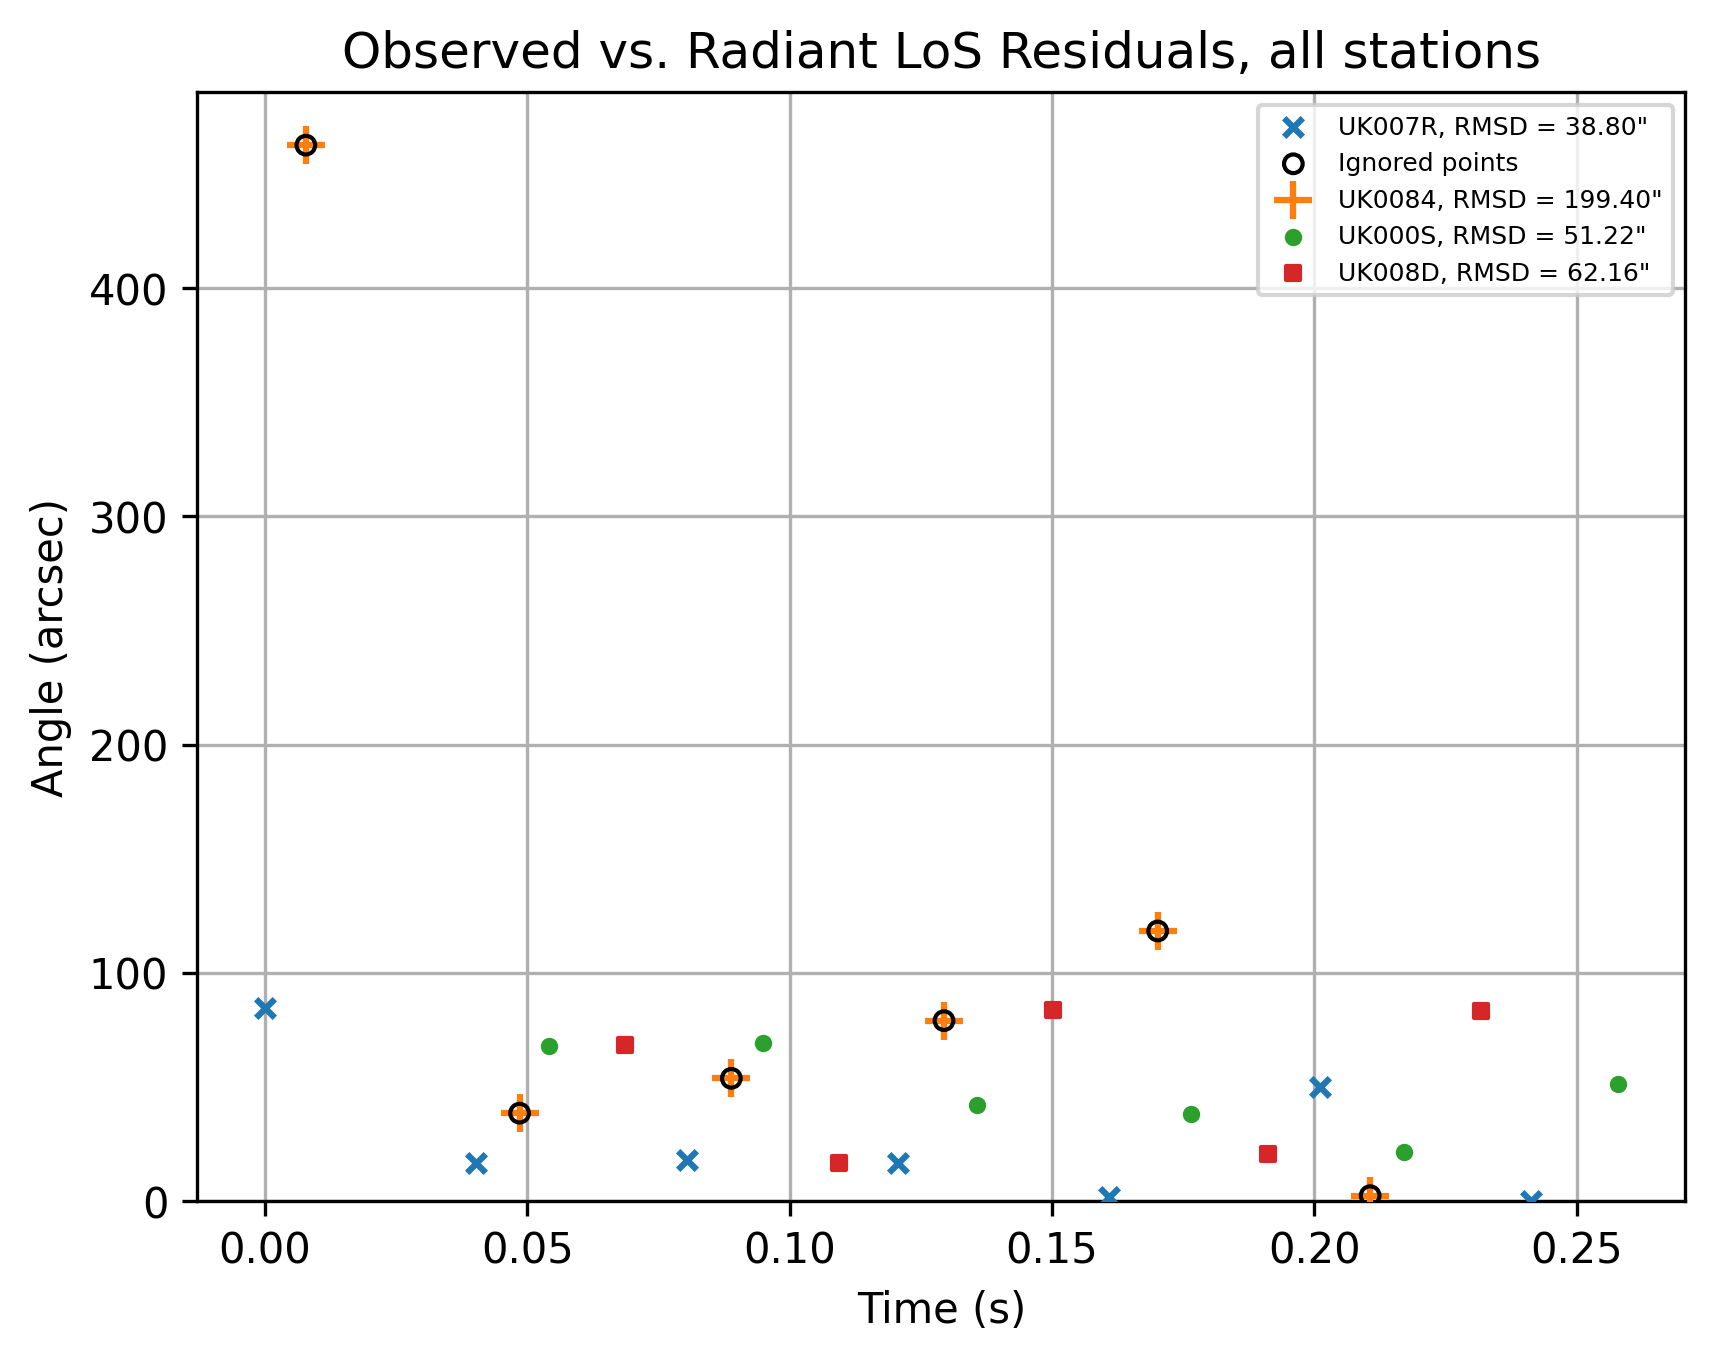 Observed vs. Radiant LoS Residuals, all stations
UK007R, RMSD = 38.80"
Ignored points
UK0084, RMSD = 199.40"
UK000S, RMSD = 51.22"
UK008D, RMSD = 62.16"
Angle (arcsec)
400
300
200
100
0
0.00 0.05 0.10 0.15 0.20 0.25
Time (s)